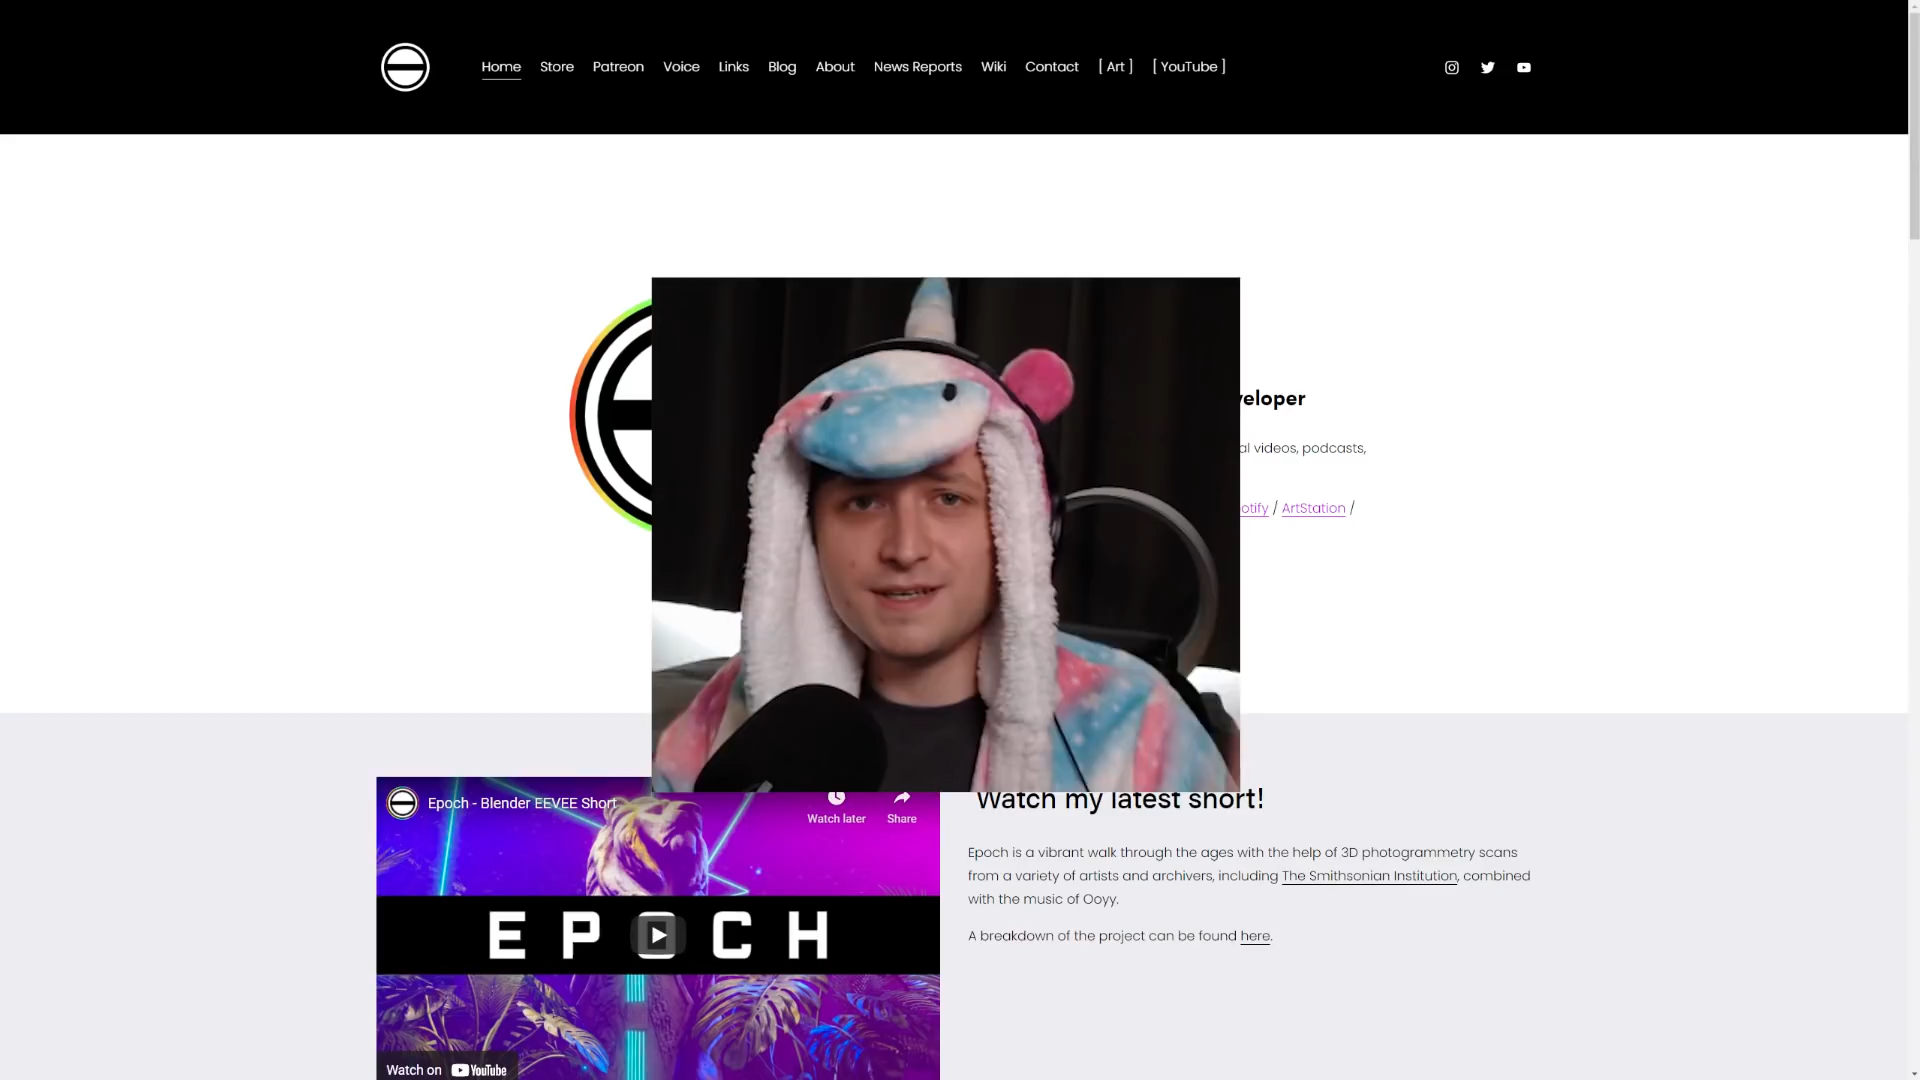 Home Store Patreon Voice Links Blog About News Reports Wiki Contact [ Art ] [ YouTube ]
al videos, podcasts,
/ ArtStation /
Epoch - Blender EEVEE Short
Watch later
Share
EPOCH
Watch on YouTube
Watch my latest short!
Epoch is a vibrant walk through the ages with the help of 3D photogrammetry scans
from a variety of artists and archivers, including The Smithsonian Institution, combined
with the music of Ooyy.
A breakdown of the project can be found here.